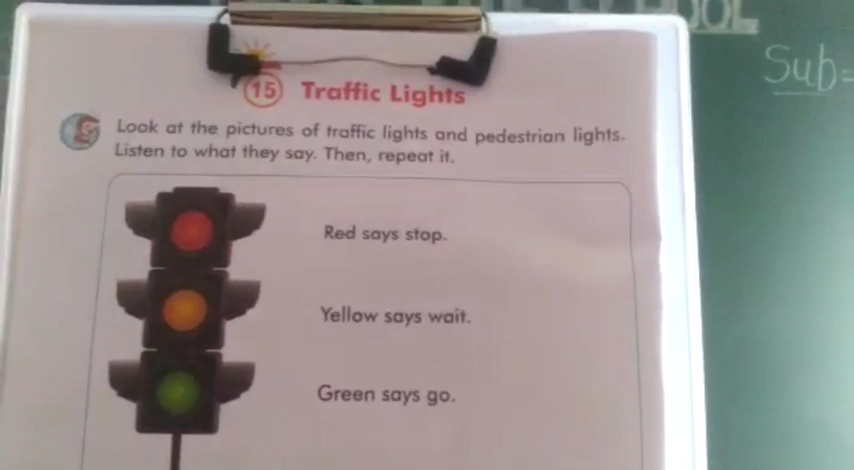 OOL
Sub=
15 Traffic Lights
Look at the pictures of traffic lights and pedestrian lights.
Listen to what they say. Then, repeat it.
Red says stop.
Yellow says wait.
Green says go.